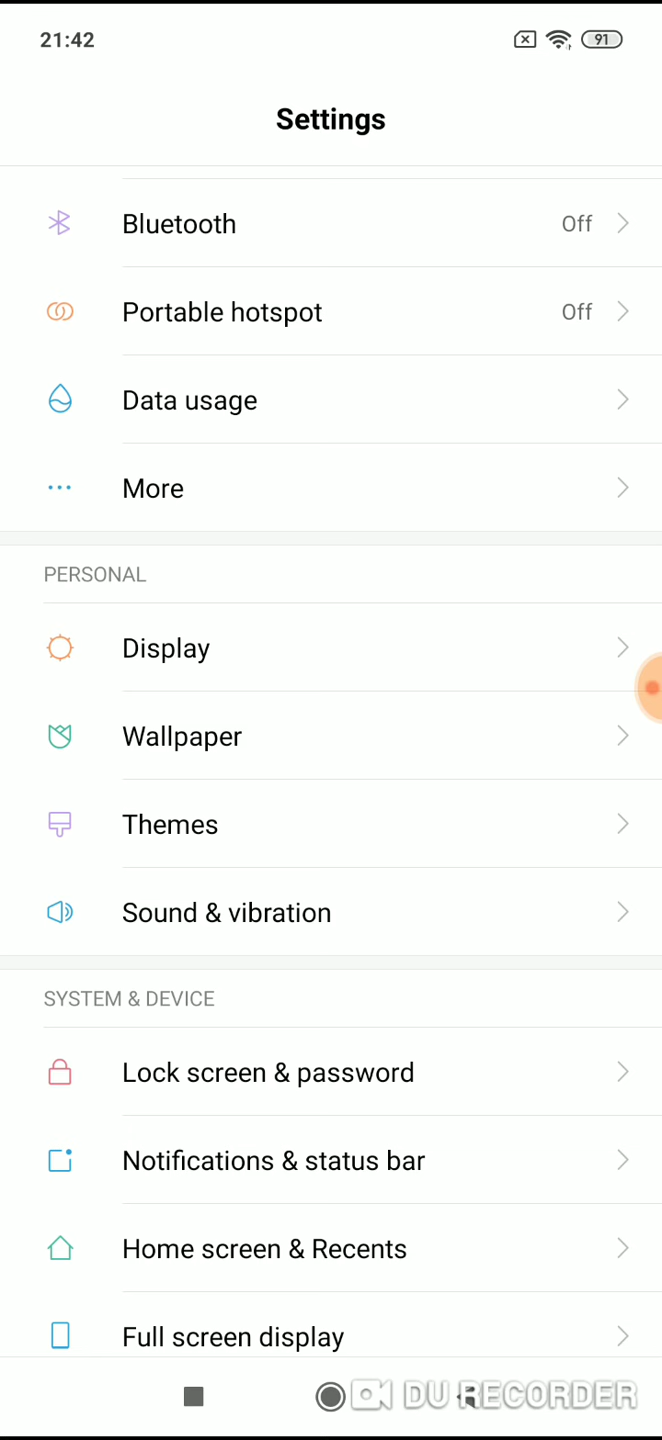 21:42
91
Settings
Bluetooth Off
Portable hotspot Off
Data usage
More
PERSONAL
Display
Wallpaper
Themes
Sound & vibration
SYSTEM & DEVICE
Lock screen & password
Notifications & status bar
Home screen & Recents
Full screen display
DU RECORDER